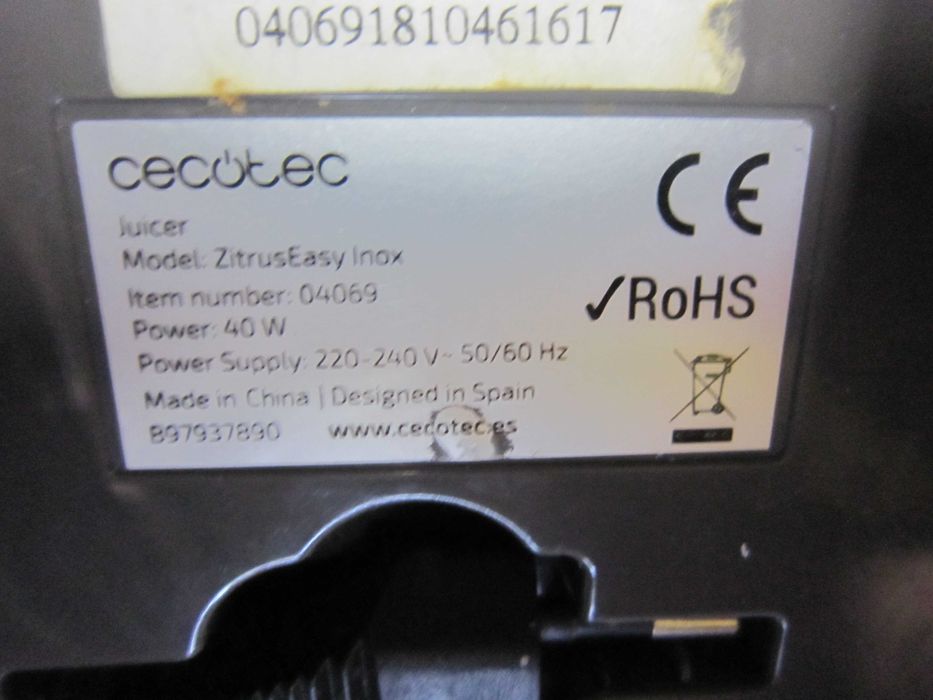 040691810461617
cecotec
CE
Juicer
Model: ZitrusEasy Inox
Item number: 04069
✓RoHS
Power: 40 W
Power Supply: 220-240 V~ 50/60 Hz
Made in China | Designed in Spain
B97937890 www.cecotec.es